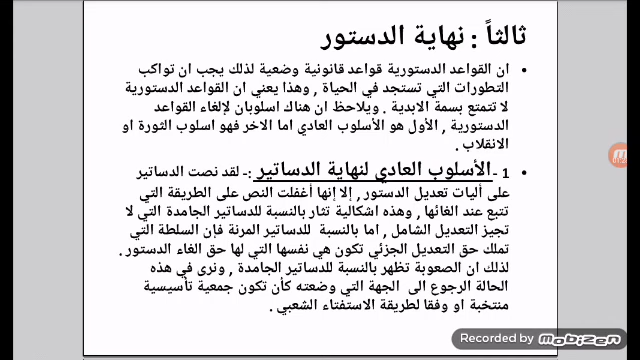 ثالثاً : نهاية الدستور
• ان القواعد الدستورية قواعد قانونية وضعية لذلك يجب ان تواكب
التطورات التي تستجد في الحياة , وهذا يعني ان القواعد الدستورية
لا تتمتع بسمة الابدية . ويلاحظ ان هناك اسلوبان لإلغاء القواعد
الدستورية , الأول هو الأسلوب العادي اما الاخر فهو اسلوب الثورة او
الانقلاب .
• 1 -الأسلوب العادي لنهاية الدساتير :- لقد نصت الدساتير
على أليات تعديل الدستور , إلا إنها أغفلت النص على الطريقة التي
تتبع عند الغائها , وهذه اشكالية تثار بالنسبة للدساتير الجامدة التي لا
تجيز التعديل الشامل , اما بالنسبة للدساتير المرنة فإن السلطة التي
تملك حق التعديل الجزئي تكون هي نفسها التي لها حق الغاء الدستور .
لذلك ان الصعوبة تظهر بالنسبة للدساتير الجامدة , ونرى في هذه
الحالة الرجوع الى الجهة التي وضعته كأن تكون جمعية تأسيسية
منتخبة او وفقا لطريقة الاستفتاء الشعبي .
Recorded by mobizen